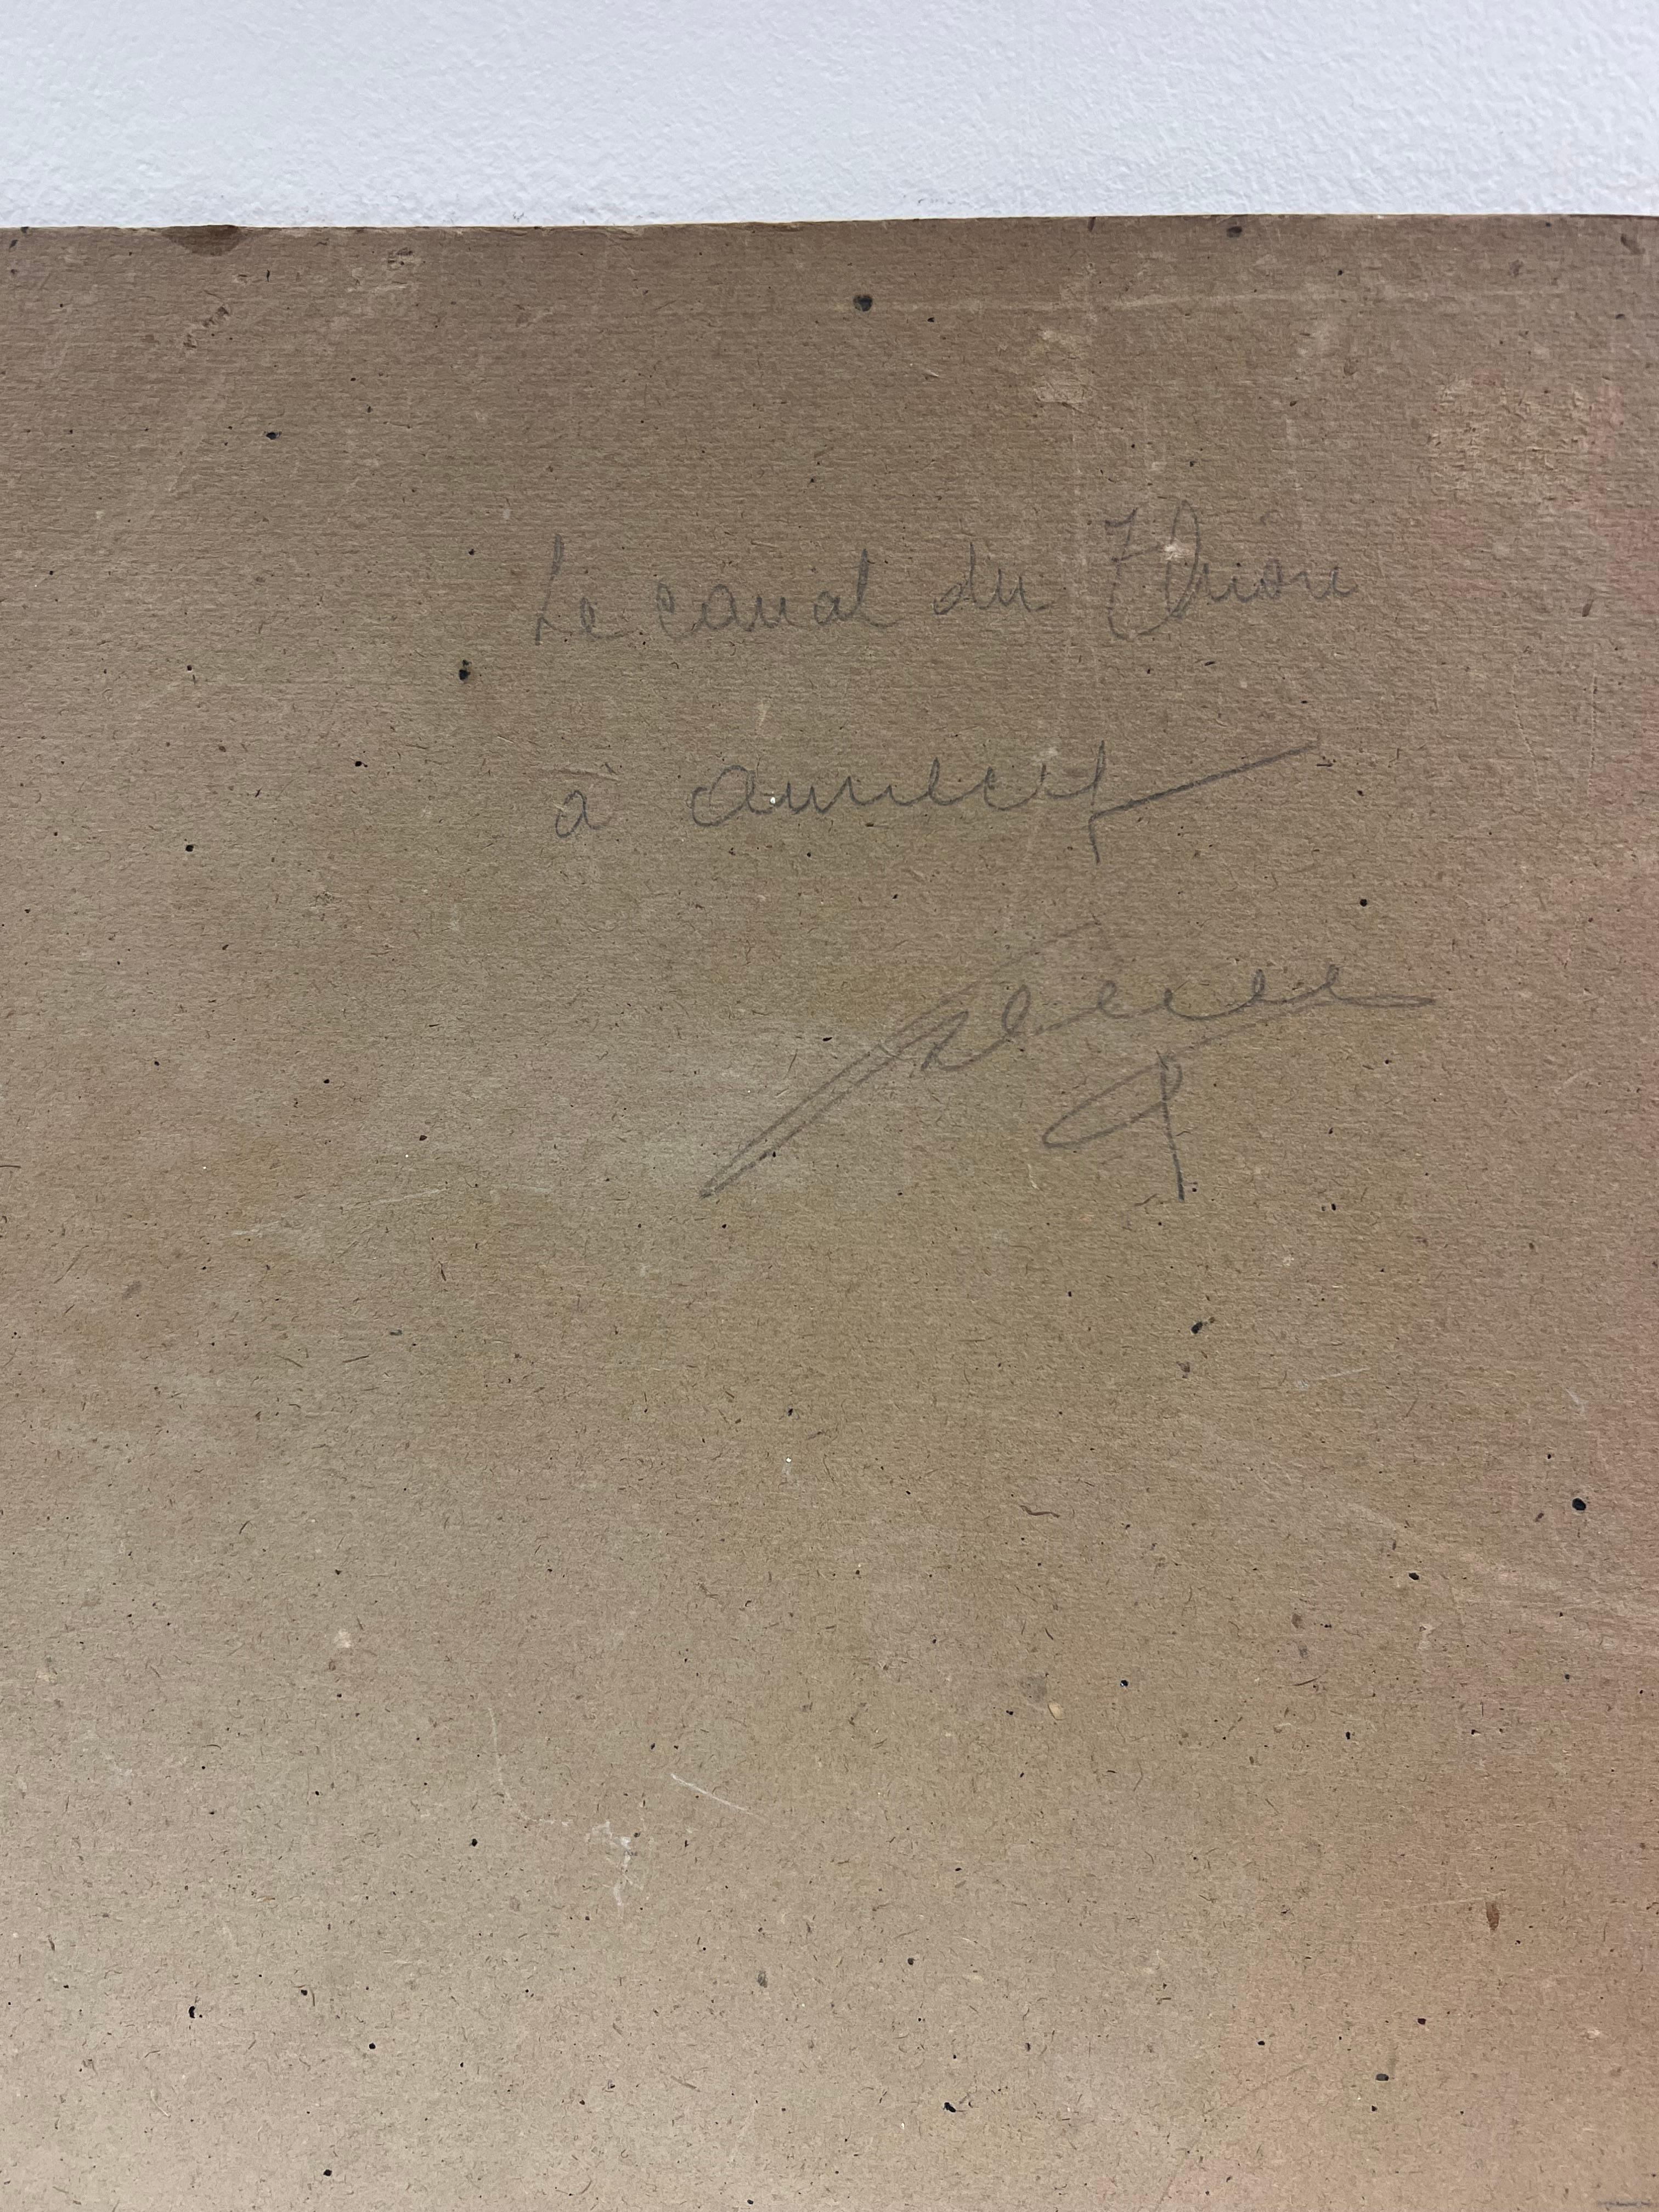 Le canal du Thiou
a annecy